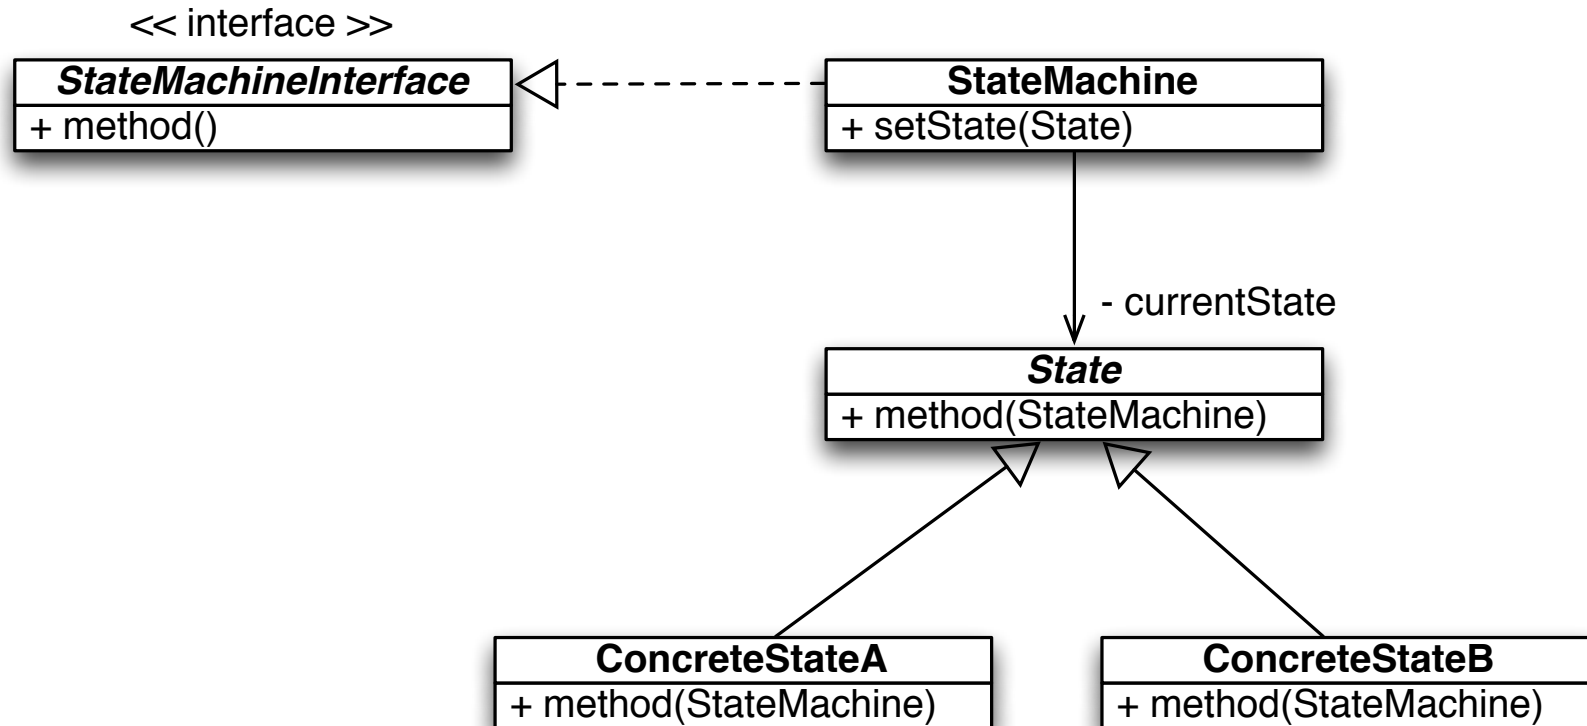 << interface >>
StateMachineInterface
+ method()
StateMachine
+ setState(State)
- currentState
State
+ method(StateMachine)
ConcreteStateA
+ method(StateMachine)
ConcreteStateB
+ method(StateMachine)